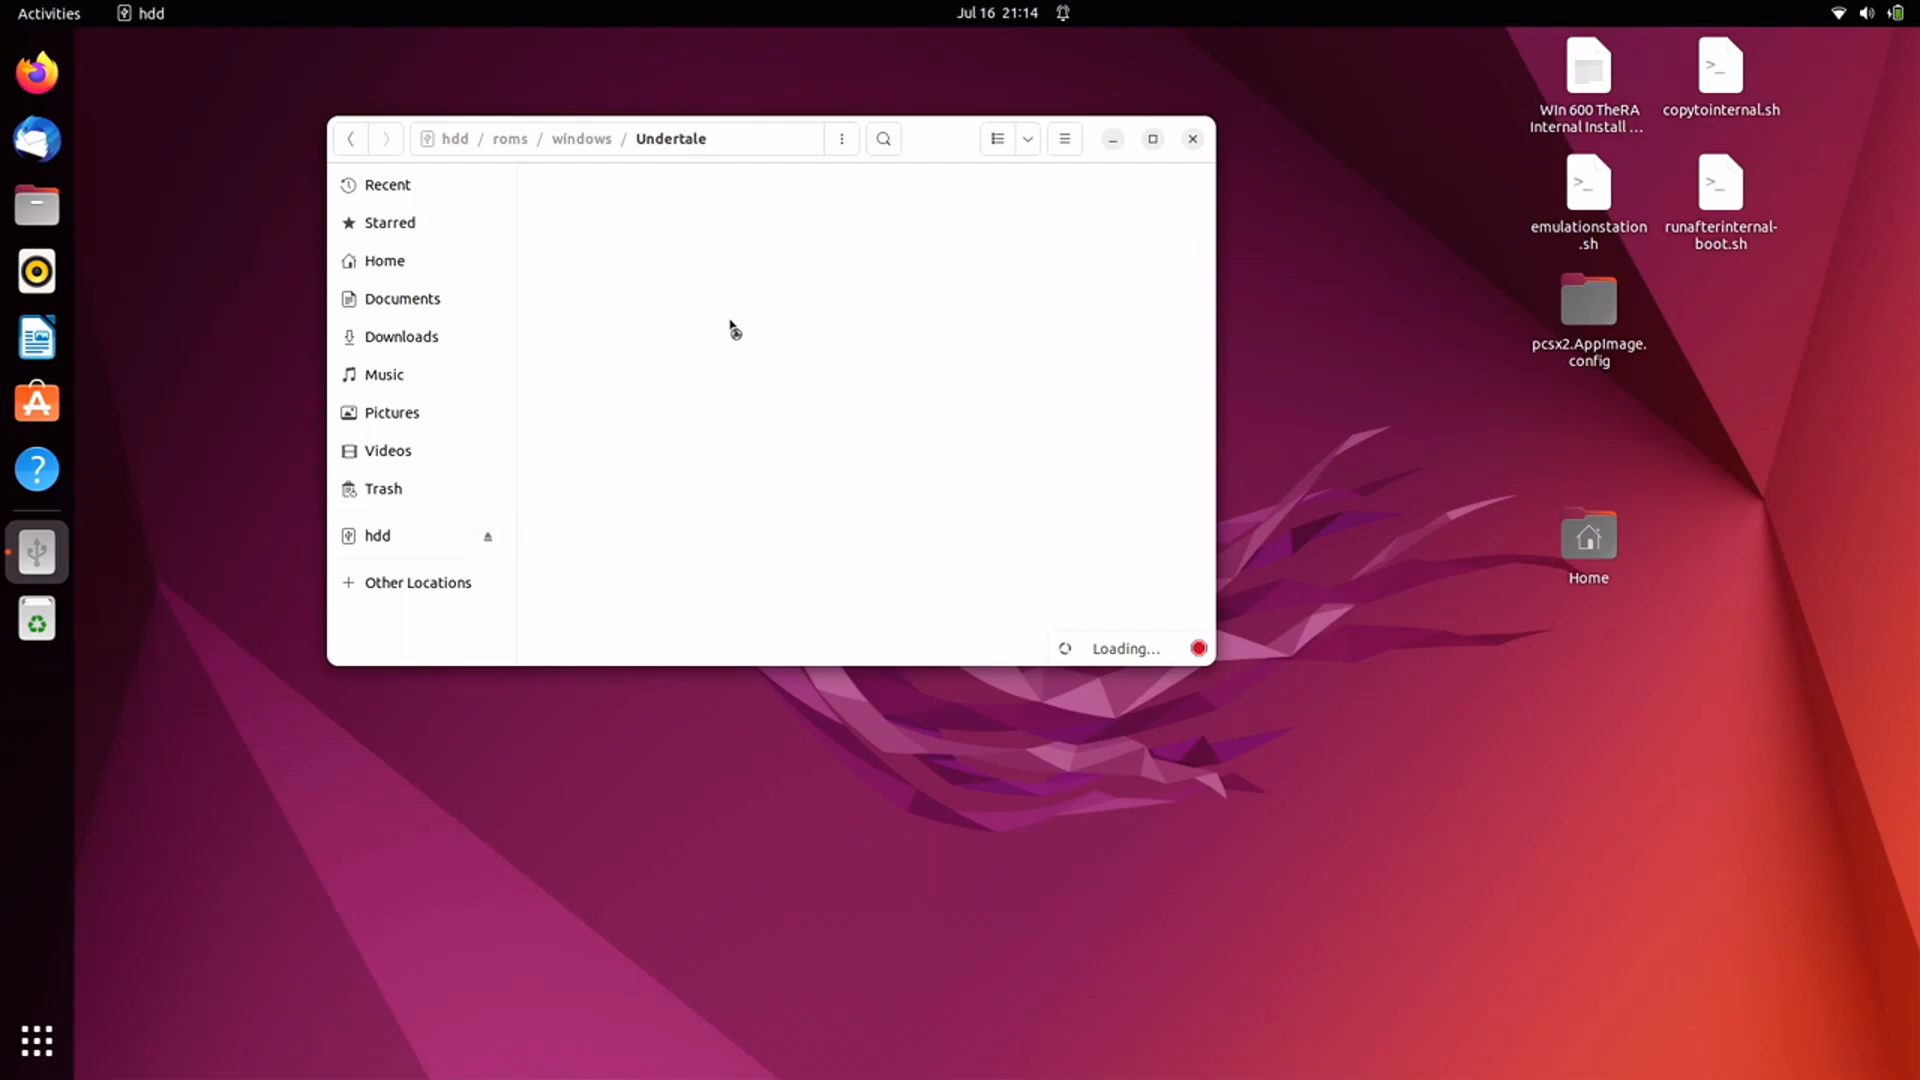 Activities
hdd
Jul 16 21:14
hdd / roms / windows / Undertale
Recent
Starred
Home
Documents
Downloads
Music
Pictures
Videos
Trash
hdd
Other Locations
Loading...
WIn 600 TheRA
Internal Install ...
copytointernal.sh
emulationstation
.sh
runafterinternal-
boot.sh
pcsx2.AppImage.
config
Home